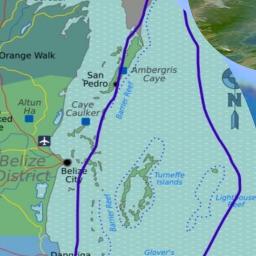 Orange Walk
San
Pedro
Ambergris
Caye
Altun
Ha
Caye
Caulker
Barrier Reef
N
Belize
District
Belize
City
Turneffe
Islands
Barrier Reef
Lighthouse
Reef
Dangriga
Glover's